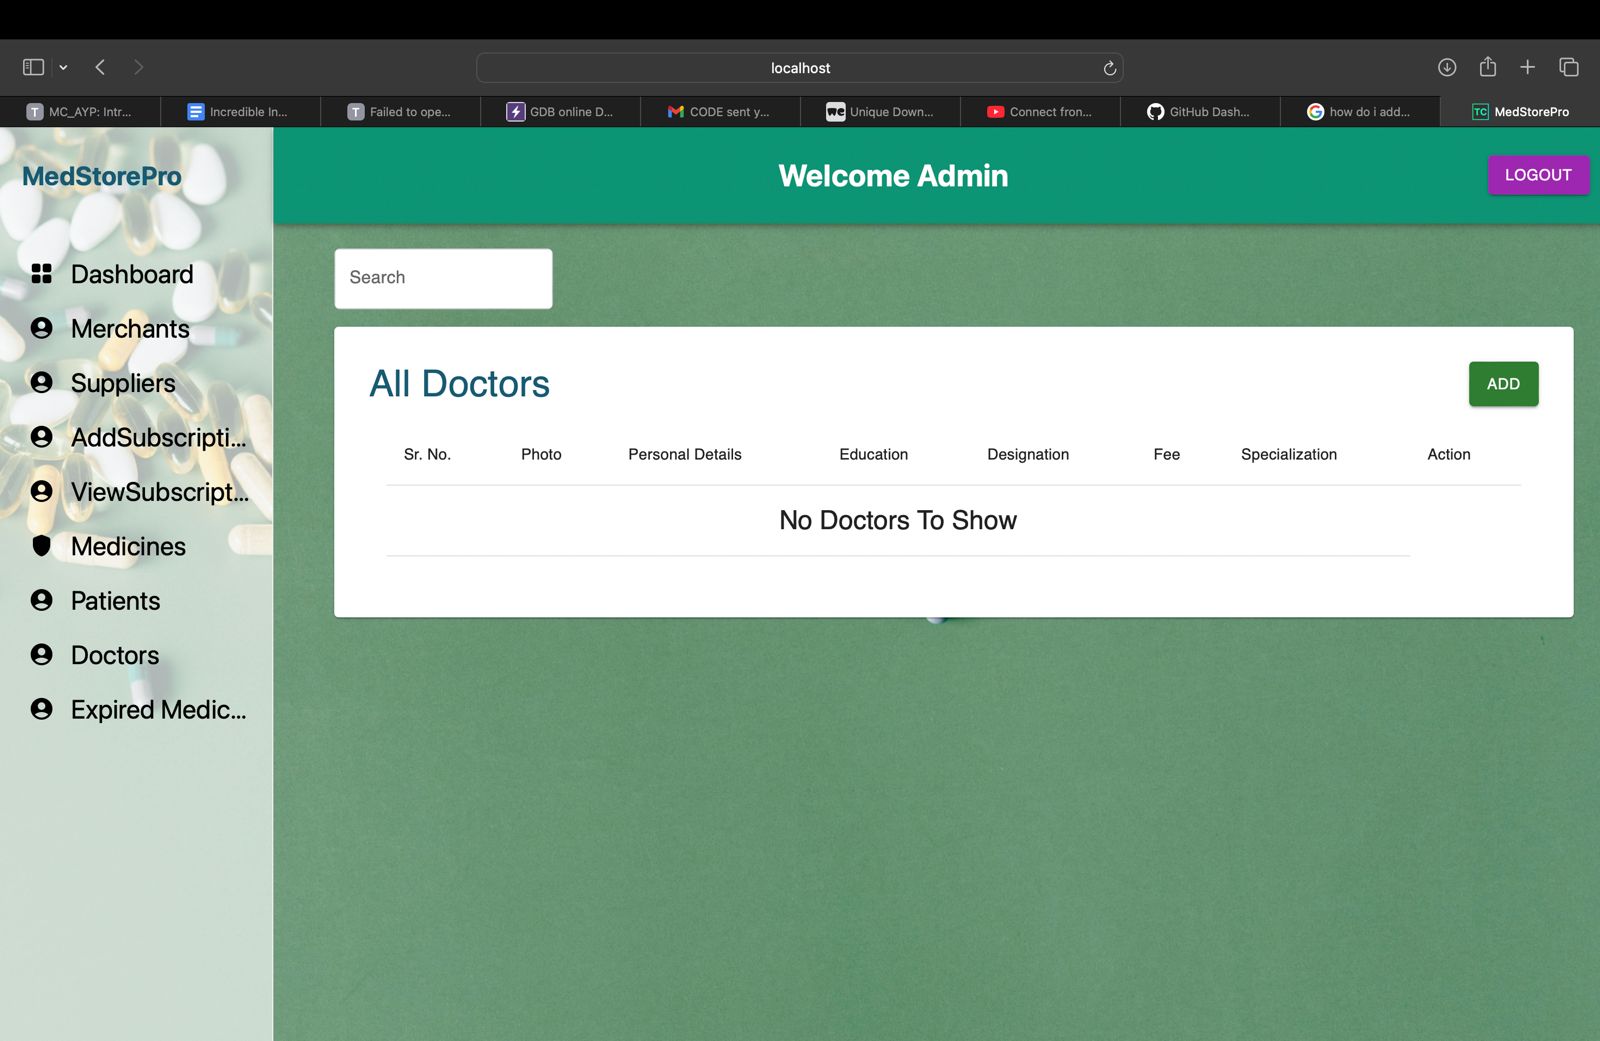 localhost
MC_AYP: Intr...
Incredible In...
Failed to ope...
GDB online D...
CODE sent y...
Unique Down...
Connect fron...
GitHub Dash...
how do i add...
MedStorePro
MedStorePro
Welcome Admin
LOGOUT
Dashboard
Merchants
Suppliers
AddSubscripti...
ViewSubscript...
Medicines
Patients
Doctors
Expired Medic...
Search
All Doctors
ADD
Sr. No. Photo Personal Details Education Designation Fee Specialization Action
No Doctors To Show